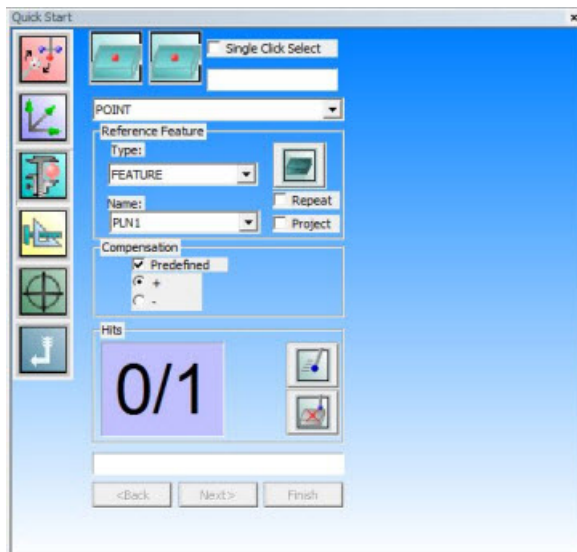 Quick Start
Single Click Select
POINT
Reference Feature
Type:
FEATURE
Repeat
Name:
PLN1
Project
Compensation
Predefined
+
-
Hits
0/1
<Back
Next>
Finish